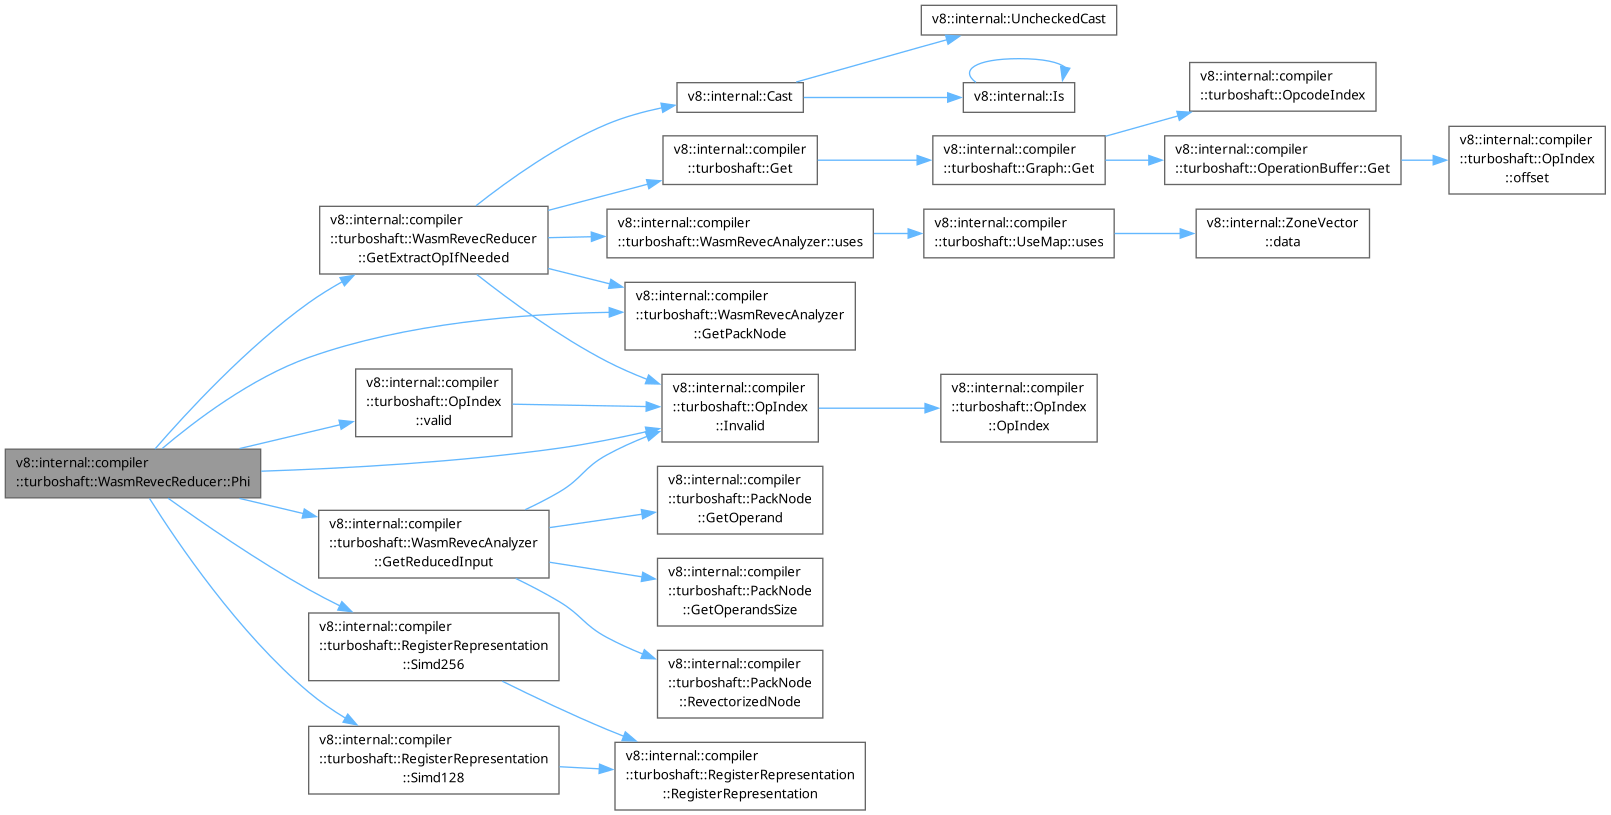 v8::internal::UncheckedCast
v8::internal::Cast
v8::internal::Is
v8::internal::compiler
::turboshaft::OpcodeIndex
v8::internal::compiler
::turboshaft::Get
v8::internal::compiler
::turboshaft::Graph::Get
v8::internal::compiler
::turboshaft::OperationBuffer::Get
v8::internal::compiler
::turboshaft::OpIndex
::offset
v8::internal::compiler
::turboshaft::WasmRevecReducer
::GetExtractOpIfNeeded
v8::internal::compiler
::turboshaft::WasmRevecAnalyzer::uses
v8::internal::compiler
::turboshaft::UseMap::uses
v8::internal::ZoneVector
::data
v8::internal::compiler
::turboshaft::WasmRevecAnalyzer
::GetPackNode
v8::internal::compiler
::turboshaft::OpIndex
::valid
v8::internal::compiler
::turboshaft::OpIndex
::Invalid
v8::internal::compiler
::turboshaft::OpIndex
::OpIndex
v8::internal::compiler
::turboshaft::WasmRevecReducer::Phi
v8::internal::compiler
::turboshaft::PackNode
::GetOperand
v8::internal::compiler
::turboshaft::WasmRevecAnalyzer
::GetReducedInput
v8::internal::compiler
::turboshaft::PackNode
::GetOperandsSize
v8::internal::compiler
::turboshaft::RegisterRepresentation
::Simd256
v8::internal::compiler
::turboshaft::PackNode
::RevectorizedNode
v8::internal::compiler
::turboshaft::RegisterRepresentation
::Simd128
v8::internal::compiler
::turboshaft::RegisterRepresentation
::RegisterRepresentation